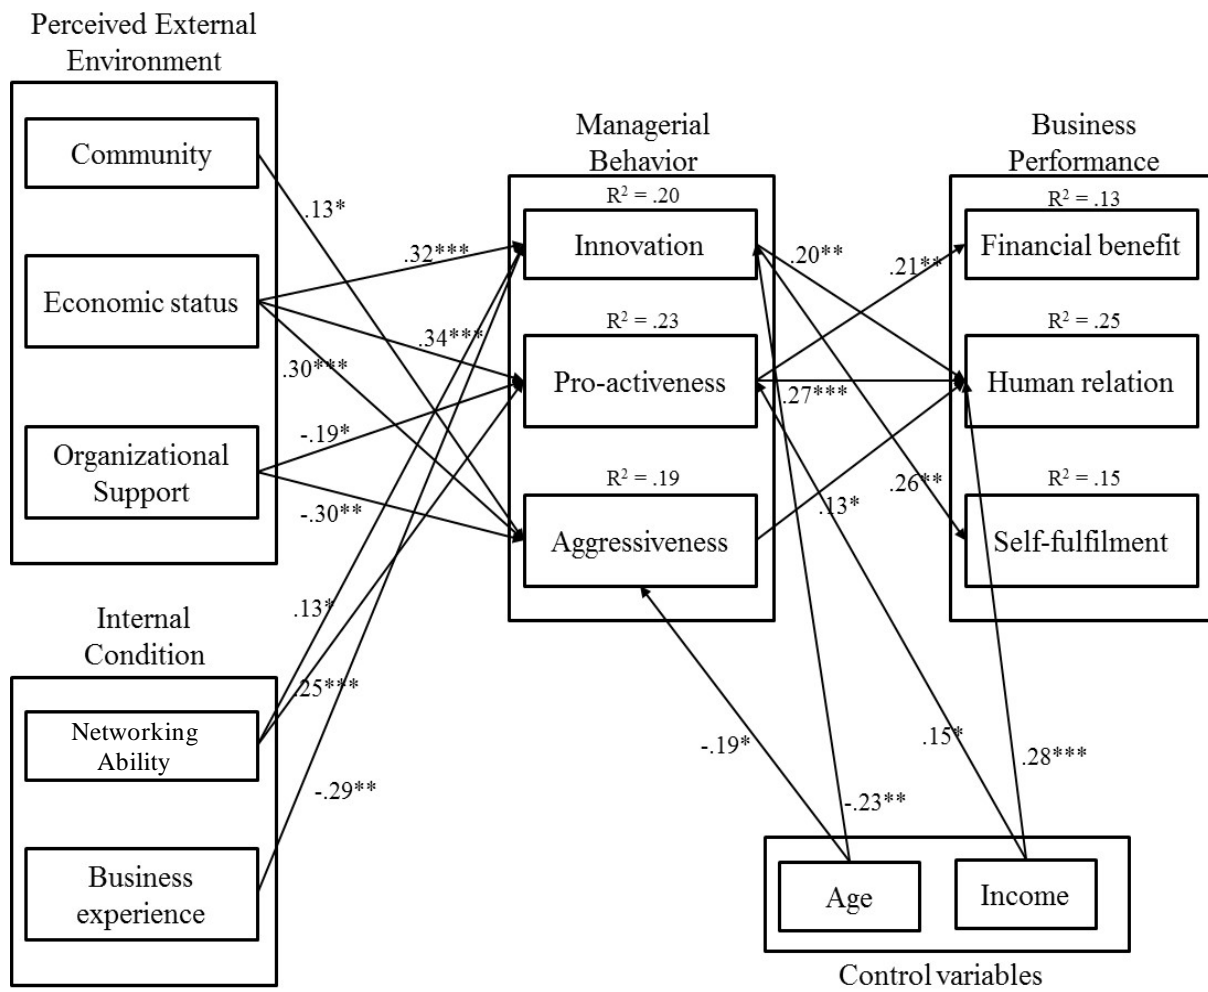 Perceived External
Environment
Community
Economic status
Organizational
Support
.13*
.32***
.34***
.30***
-.19*
-.30**
Internal
Condition
Networking
Ability
Business
experience
.13*
.25***
-.29**
Managerial
Behavior
R² = .20
Innovation
R² = .23
Pro-activeness
R² = .19
Aggressiveness
.20**
.21**
.27***
.26**
.13*
Business
Performance
R² = .13
Financial benefit
R² = .25
Human relation
R² = .15
Self-fulfilment
-.19*
-.23**
.15*
.28***
Age
Income
Control variables